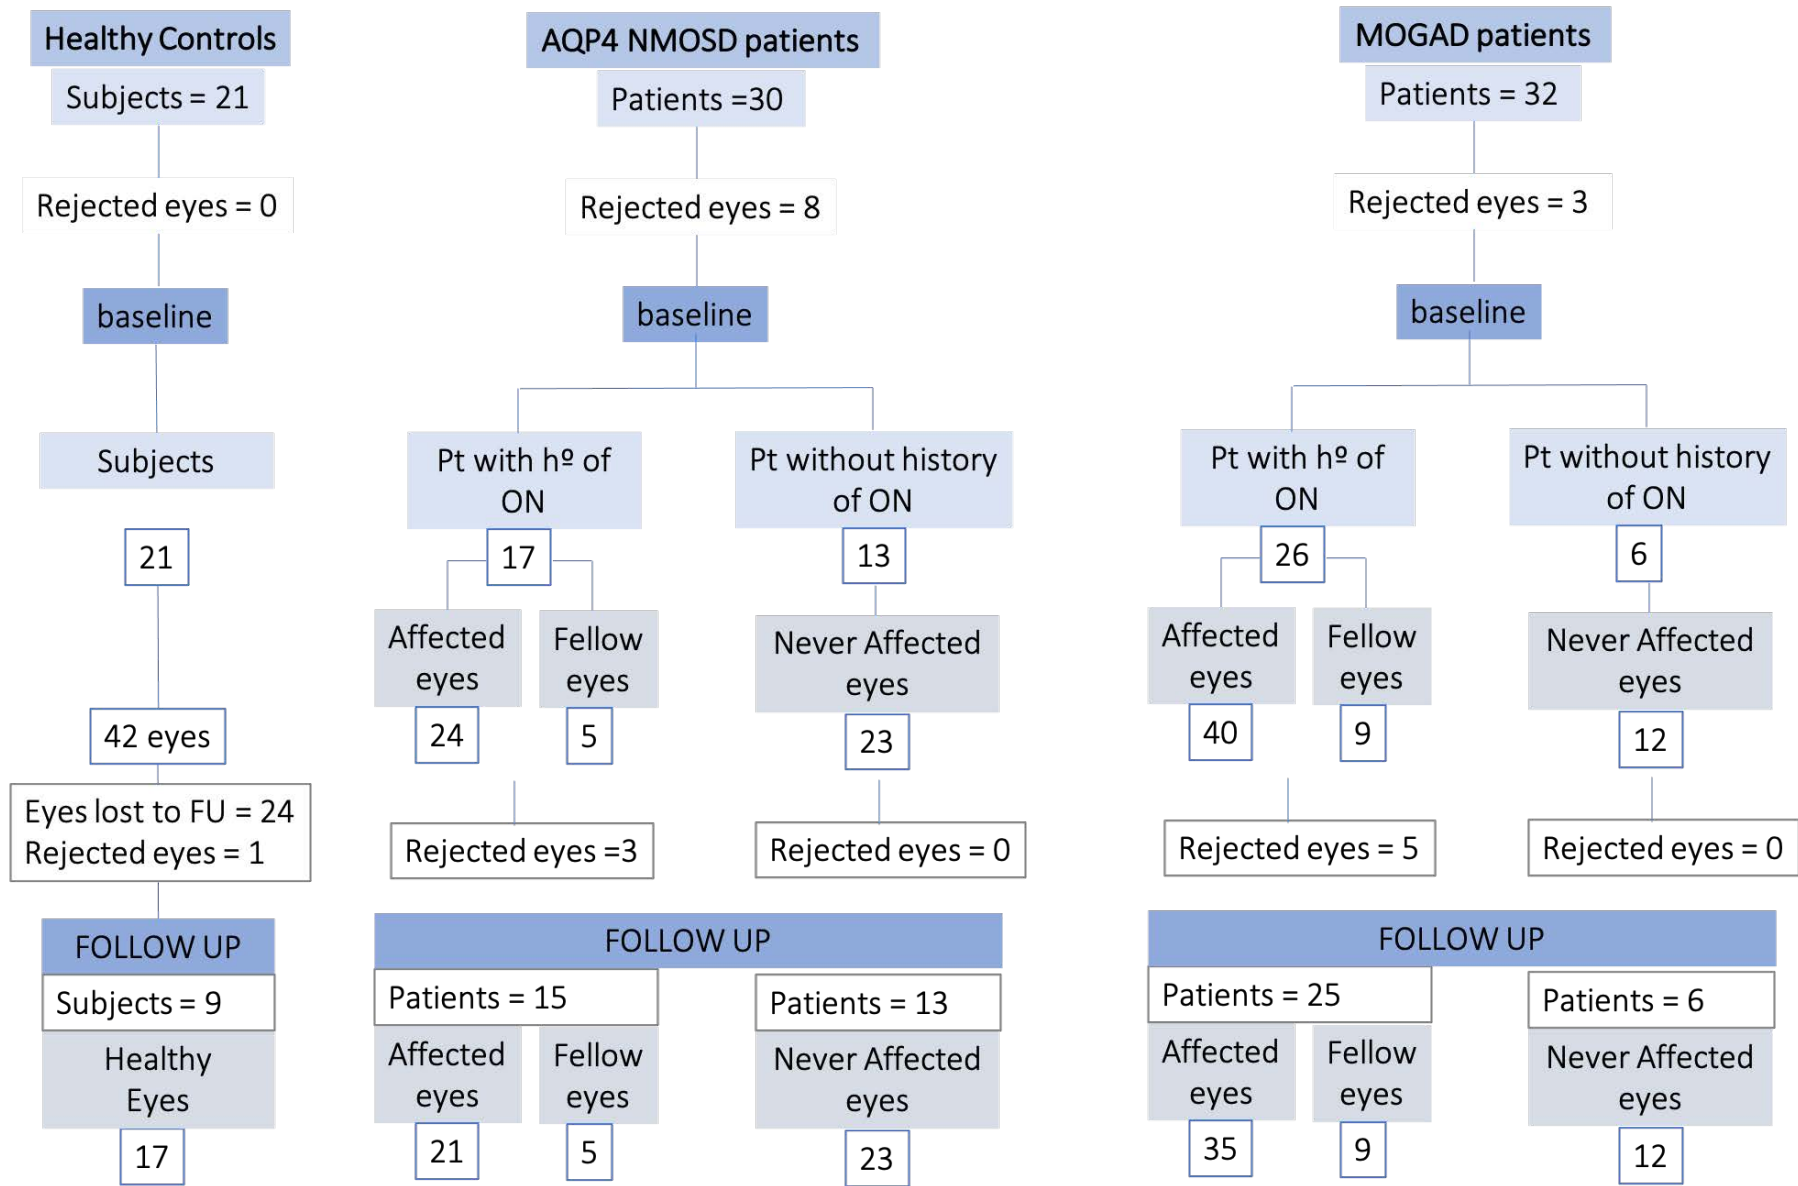 Healthy Controls
Subjects = 21
Rejected eyes = 0
baseline
Subjects
21
42 eyes
Eyes lost to FU = 24
Rejected eyes = 1
FOLLOW UP
Subjects = 9
Healthy
Eyes
17
AQP4 NMOSD patients
Patients =30
Rejected eyes = 8
baseline
Pt with hº of
ON
17
Affected
eyes
24
Fellow
eyes
5
Rejected eyes =3
Pt without history
of ON
13
Never Affected
eyes
23
Rejected eyes = 0
FOLLOW UP
Patients = 15
Affected
eyes
21
Fellow
eyes
5
Patients = 13
Never Affected
eyes
23
MOGAD patients
Patients = 32
Rejected eyes = 3
baseline
Pt with hº of
ON
26
Affected
eyes
40
Fellow
eyes
9
Rejected eyes = 5
Pt without history
of ON
6
Never Affected
eyes
12
Rejected eyes = 0
FOLLOW UP
Patients = 25
Affected
eyes
35
Fellow
eyes
9
Patients = 6
Never Affected
eyes
12